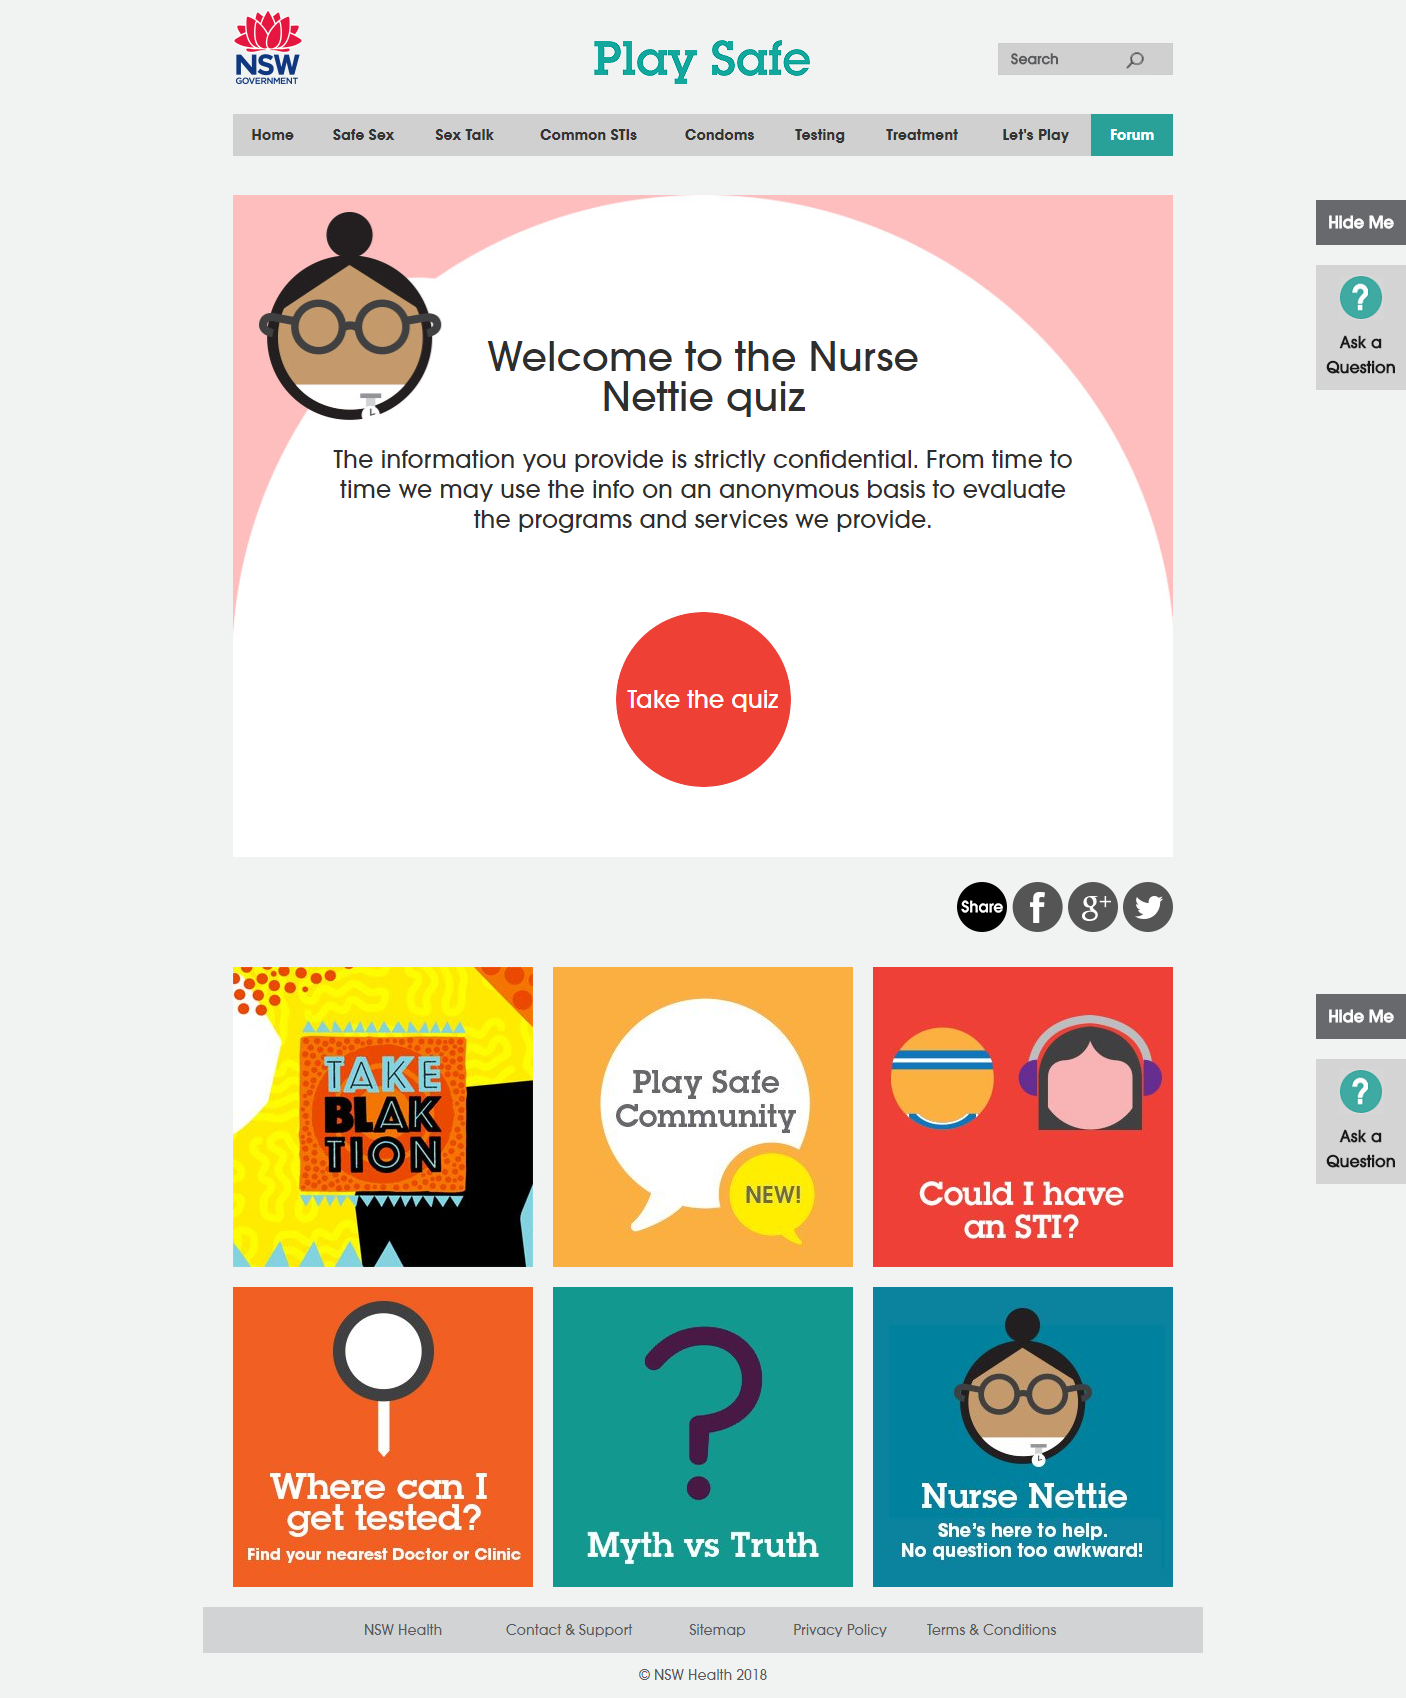 NSW
GOVERNMENT
Play Safe
Search
Home Safe Sex Sex Talk Common STIs Condoms Testing Treatment Let's Play Forum
Hide Me
Ask a
Question
Welcome to the Nurse
Nettie quiz
The information you provide is strictly confidential. From time to
time we may use the info on an anonymous basis to evaluate
the programs and services we provide.
Take the quiz
Share f g+
TAKE
BLAK
TION
Play Safe
Community
NEW!
Could I have
an STI?
Hide Me
?
Ask a
Question
Where can I
get tested?
Find your nearest Doctor or Clinic
?
Myth vs Truth
Nurse Nettie
She's here to help.
No question too awkward!
NSW Health Contact & Support Sitemap Privacy Policy Terms & Conditions
© NSW Health 2018